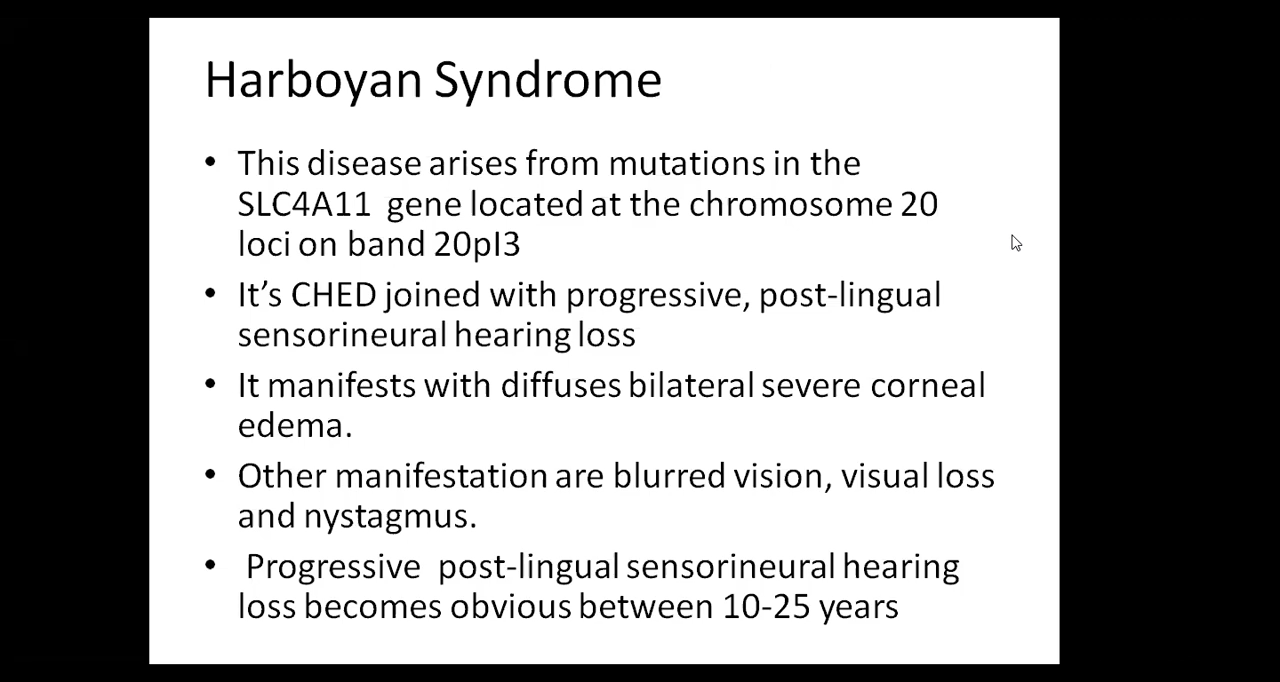 Harboyan Syndrome
• This disease arises from mutations in the
SLC4A11 gene located at the chromosome 20
loci on band 20pI3
• It’s CHED joined with progressive, post-lingual
sensorineural hearing loss
• It manifests with diffuses bilateral severe corneal
edema.
• Other manifestation are blurred vision, visual loss
and nystagmus.
• Progressive post-lingual sensorineural hearing
loss becomes obvious between 10-25 years